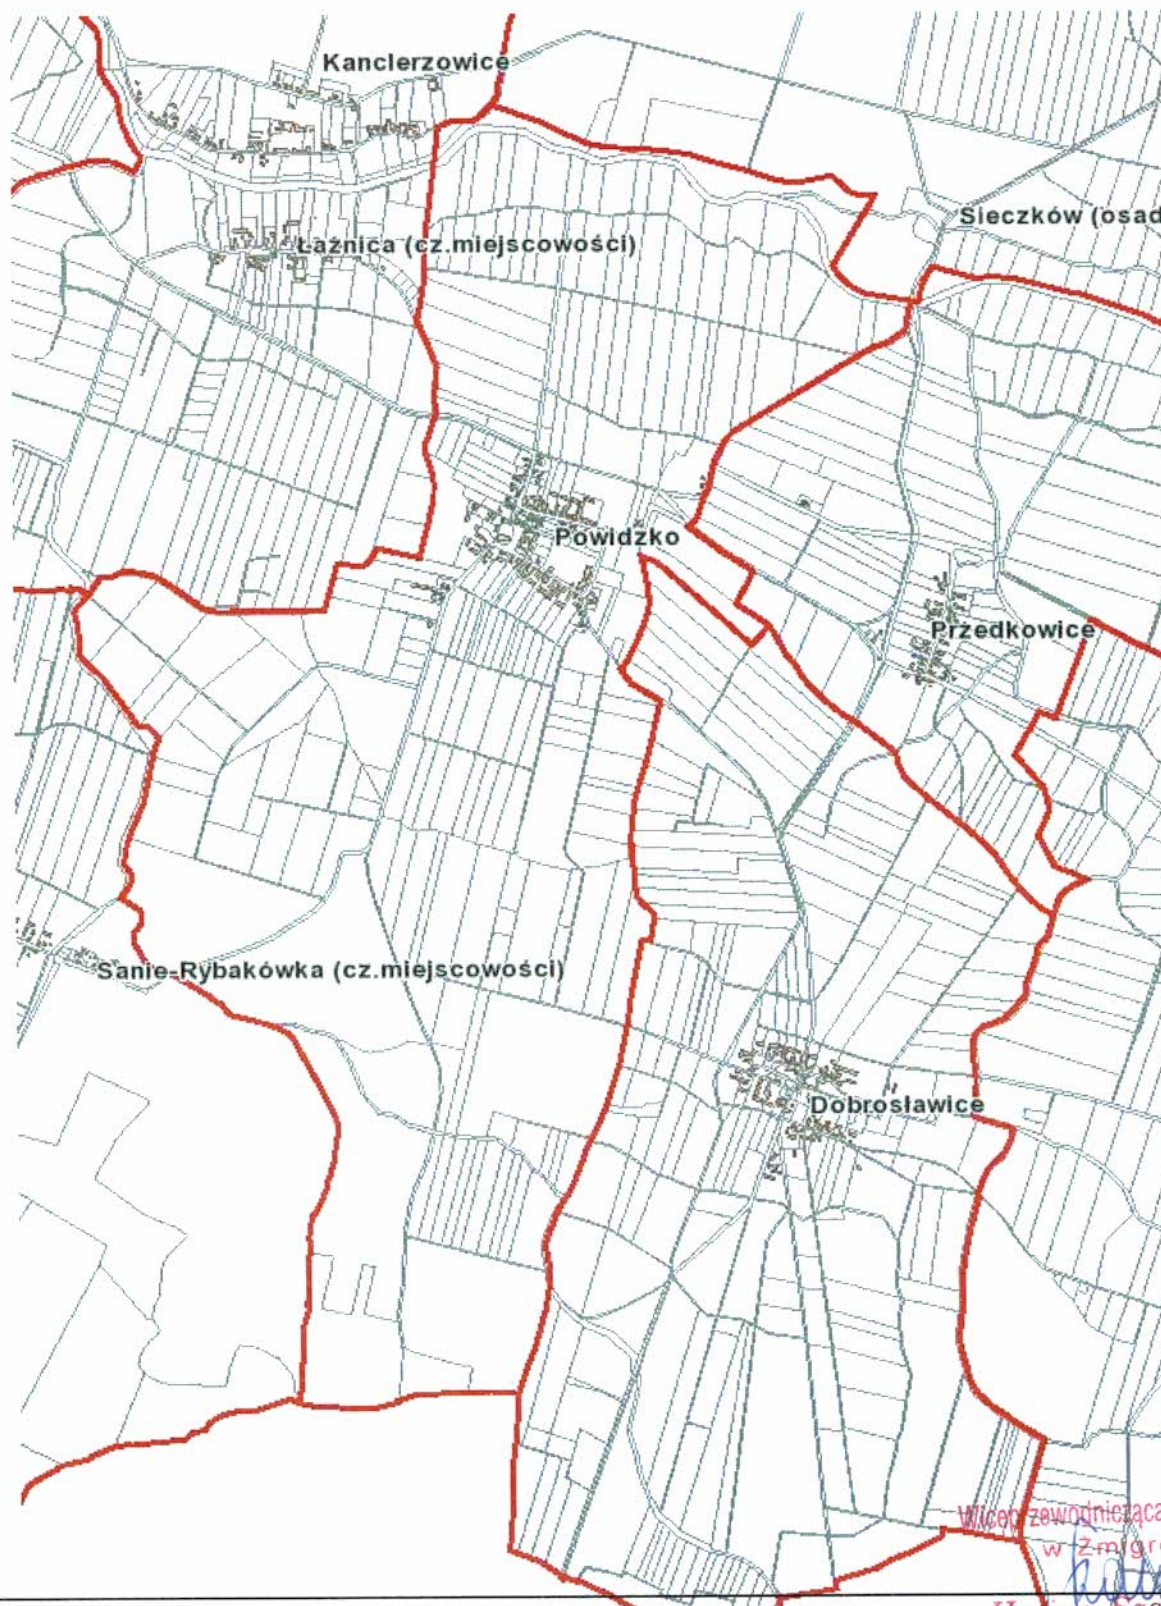 Kanclerzowice
Sieczków (osad
Łaźnica (cz.miejscowości)
Powidzko
Przedkowice
Sanie-Rybakówka (cz.miejscowości)
Dobrosławice
Wiceprzewodnicząca
w Żmigr